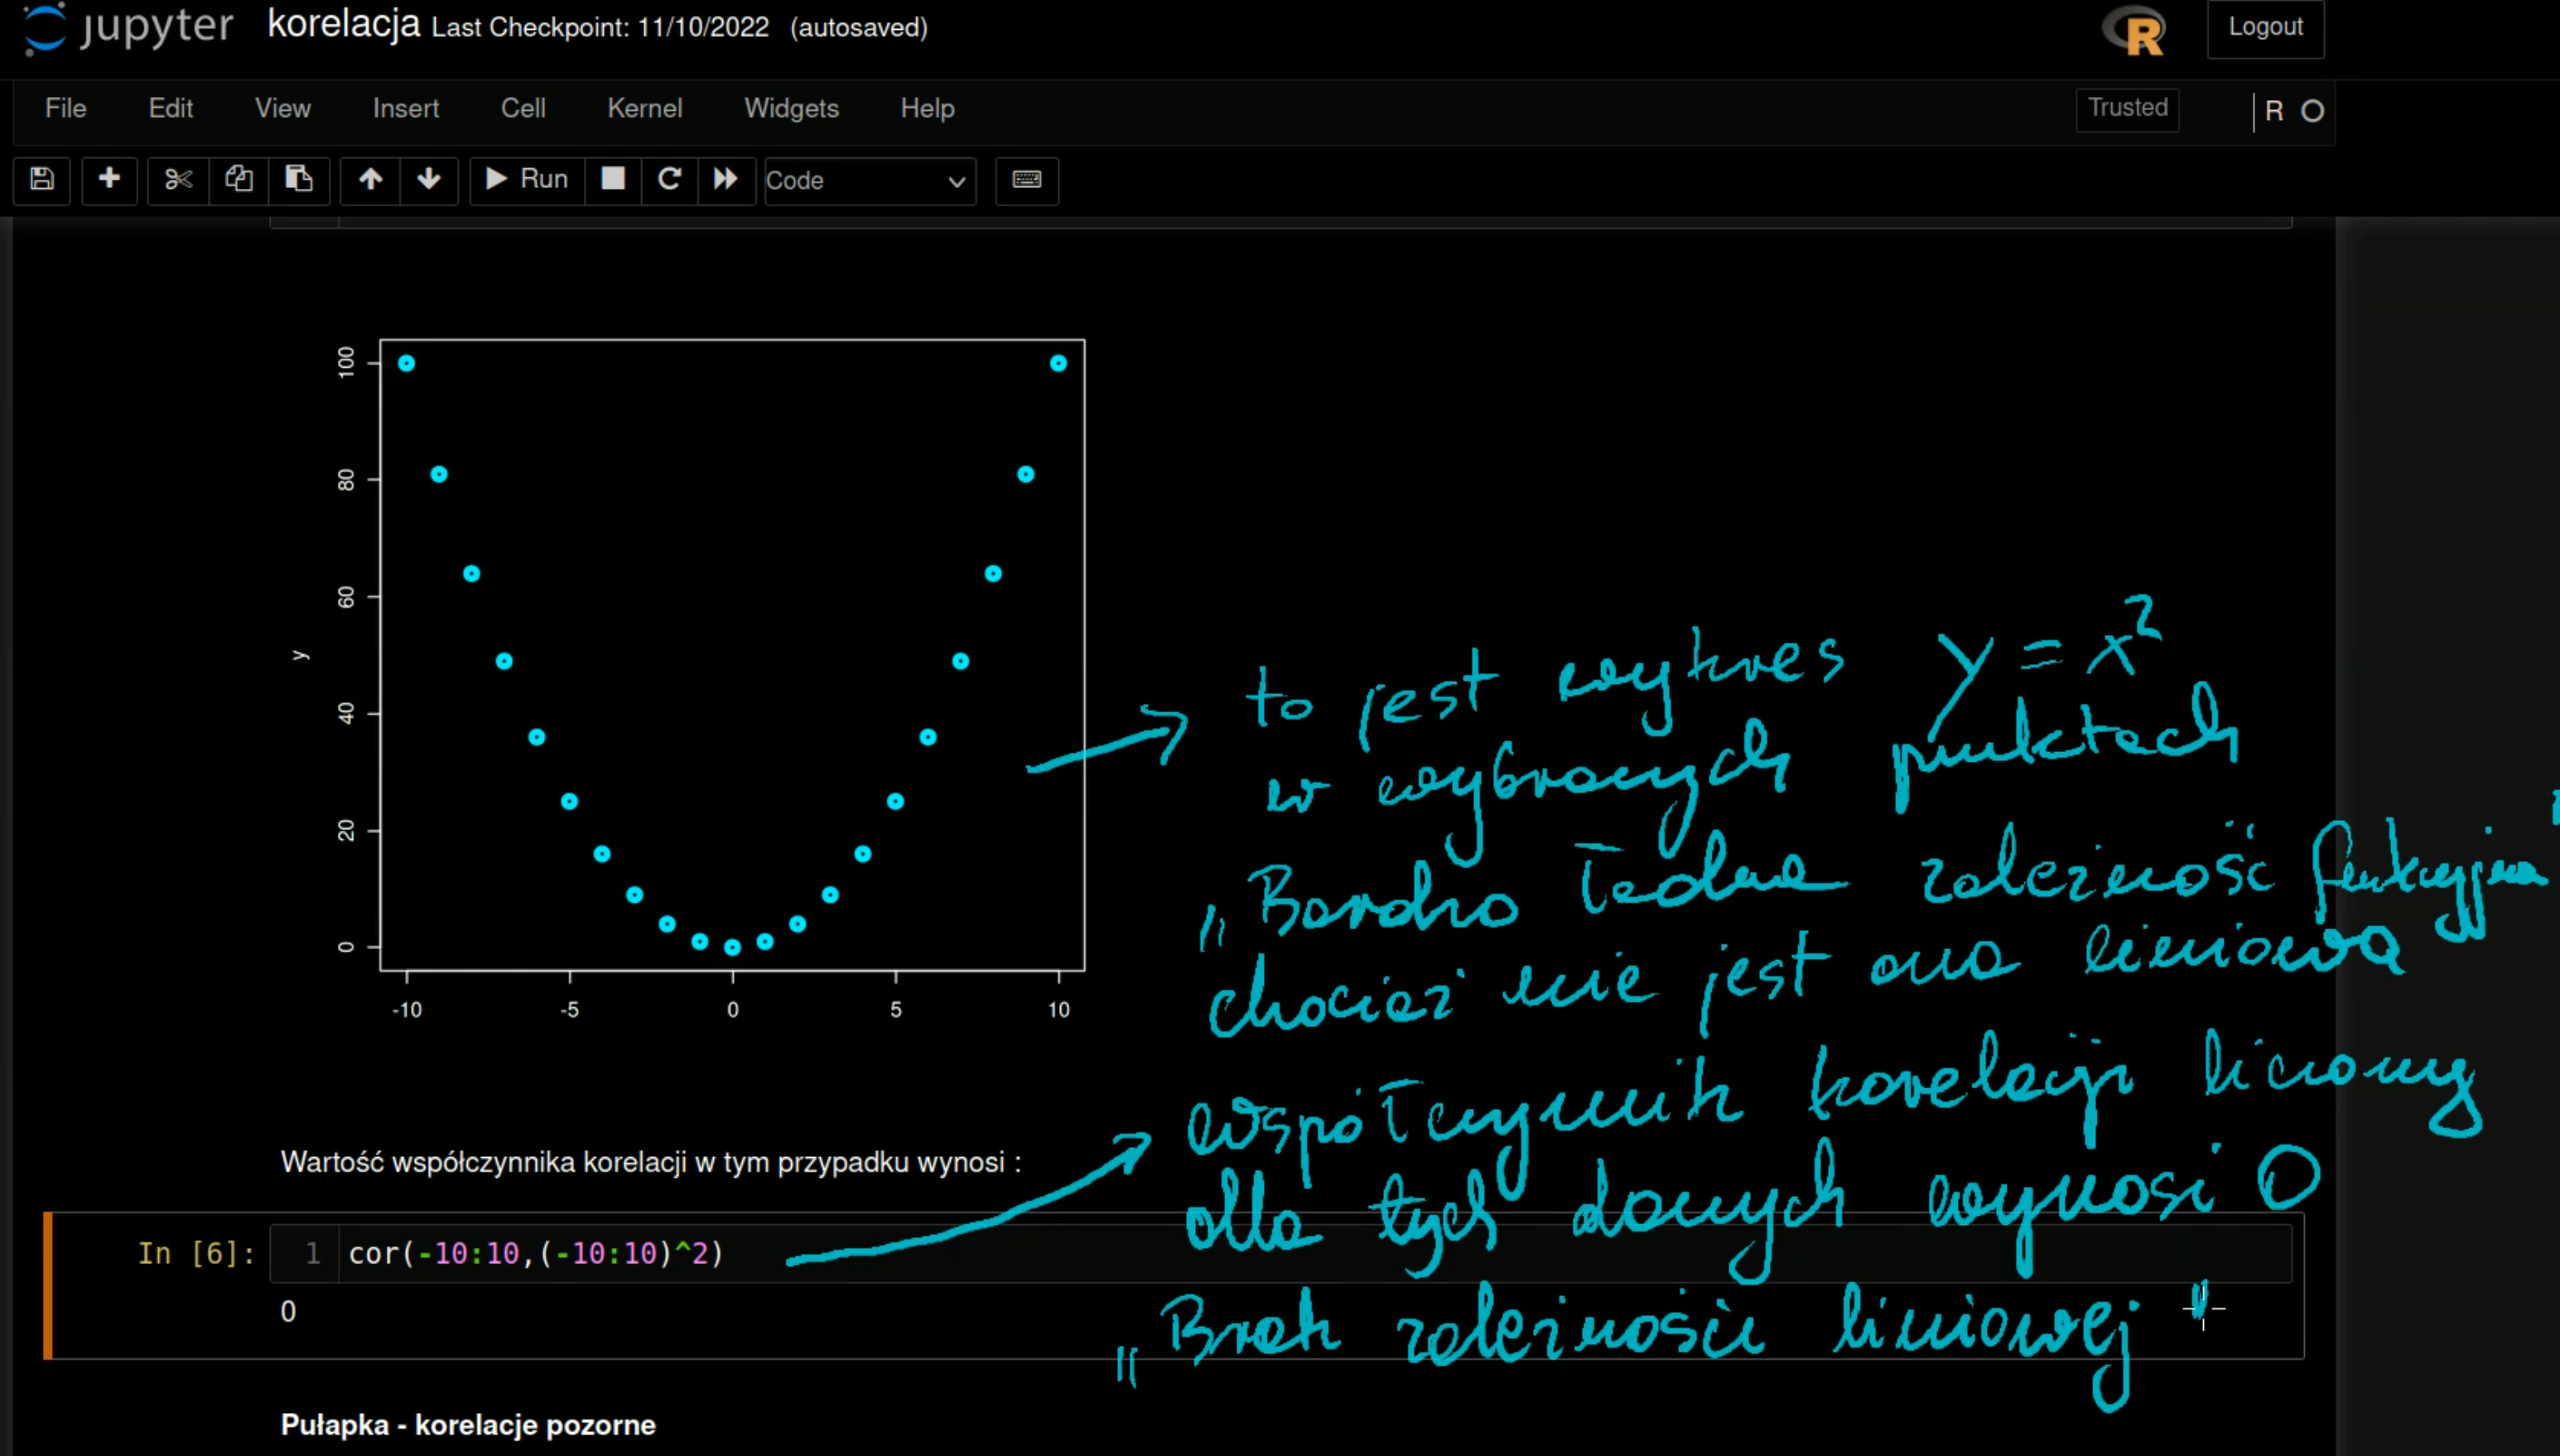 jupyter korelacja Last Checkpoint: 11/10/2022 (autosaved) R Logout
File Edit View Insert Cell Kernel Widgets Help Trusted R
Run Code
100
80
60
40
20
0
y
-10 -5 0 5 10
to jest wykres y = x²
w wybranych punktach
„Bardzo ładna zależność funkcyjna"
chociaż nie jest ona liniowa
Wartość współczynnika korelacji w tym przypadku wynosi :
współczynnik korelacji liniowy
dla tych danych wynosi 0
In [6]: 1 cor(-10:10,(-10:10)^2)
0
„Brak zależności liniowej"
Pułapka - korelacje pozorne